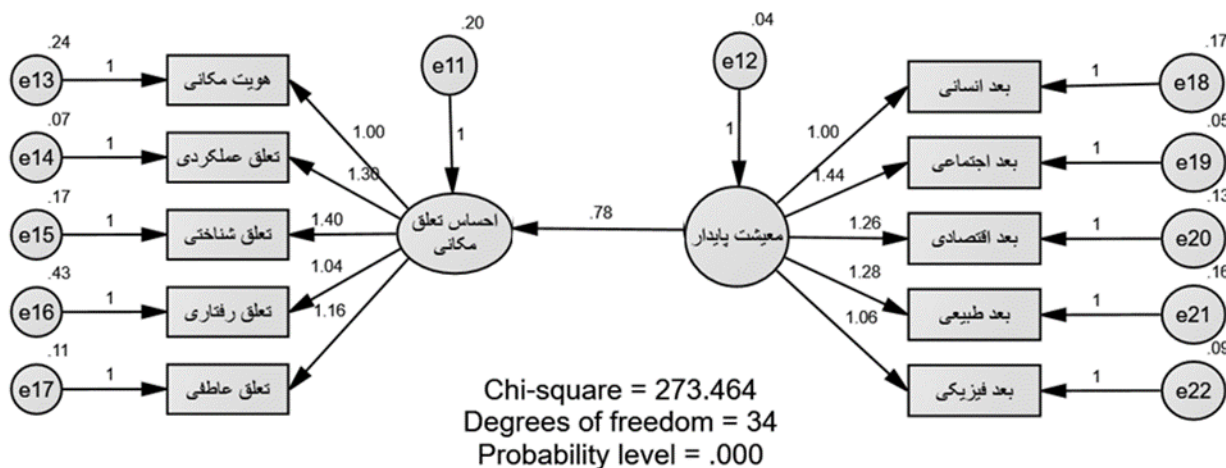 .24
e13
1
هویت مکانی
.07
e14
1
تعلق عملکردی
.17
e15
1
تعلق شناختی
.43
e16
1
تعلق رفتاری
.11
e17
1
تعلق عاطفی
1.00
1.30
1.40
1.04
1.16
.20
e11
1
احساس تعلق
مکانی
.78
.04
e12
1
معیشت پایدار
1.00
1.44
1.26
1.28
1.06
بعد انسانی
1
.17
e18
بعد اجتماعی
1
.05
e19
بعد اقتصادی
1
.13
e20
بعد طبیعی
1
.16
e21
بعد فیزیکی
1
.09
e22
Chi-square = 273.464
Degrees of freedom = 34
Probability level = .000